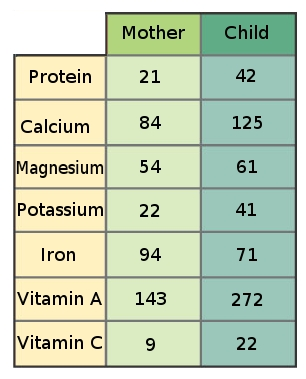 Mother Child
Protein 21 42
Calcium 84 125
Magnesium 54 61
Potassium 22 41
Iron 94 71
Vitamin A 143 272
Vitamin C 9 22